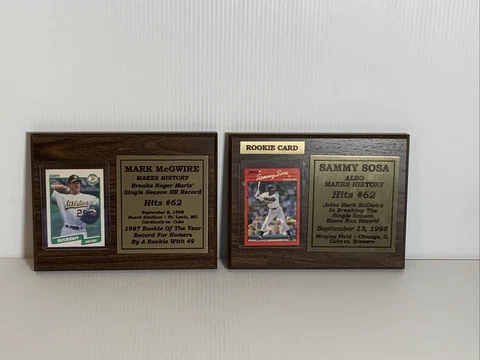 MARK McGWIRE
MAKES HISTORY
Breaks Roger Maris'
Single Season HR Record
Hits #62
September 8, 1998
Busch Stadium - St. Louis, MO
Cardinals vs. Cubs
1987 Rookie Of The Year
Record For Homers
By A Rookie With 49
Athletics
ROOKIE CARD
Sammy Sosa
SAMMY SOSA
ALSO
MAKES HISTORY
Hits #62
Joins Mark McGwire
In Breaking The
Single Season
Home Run Record
September 13, 1998
Wrigley Field - Chicago, IL
Cubs vs. Brewers